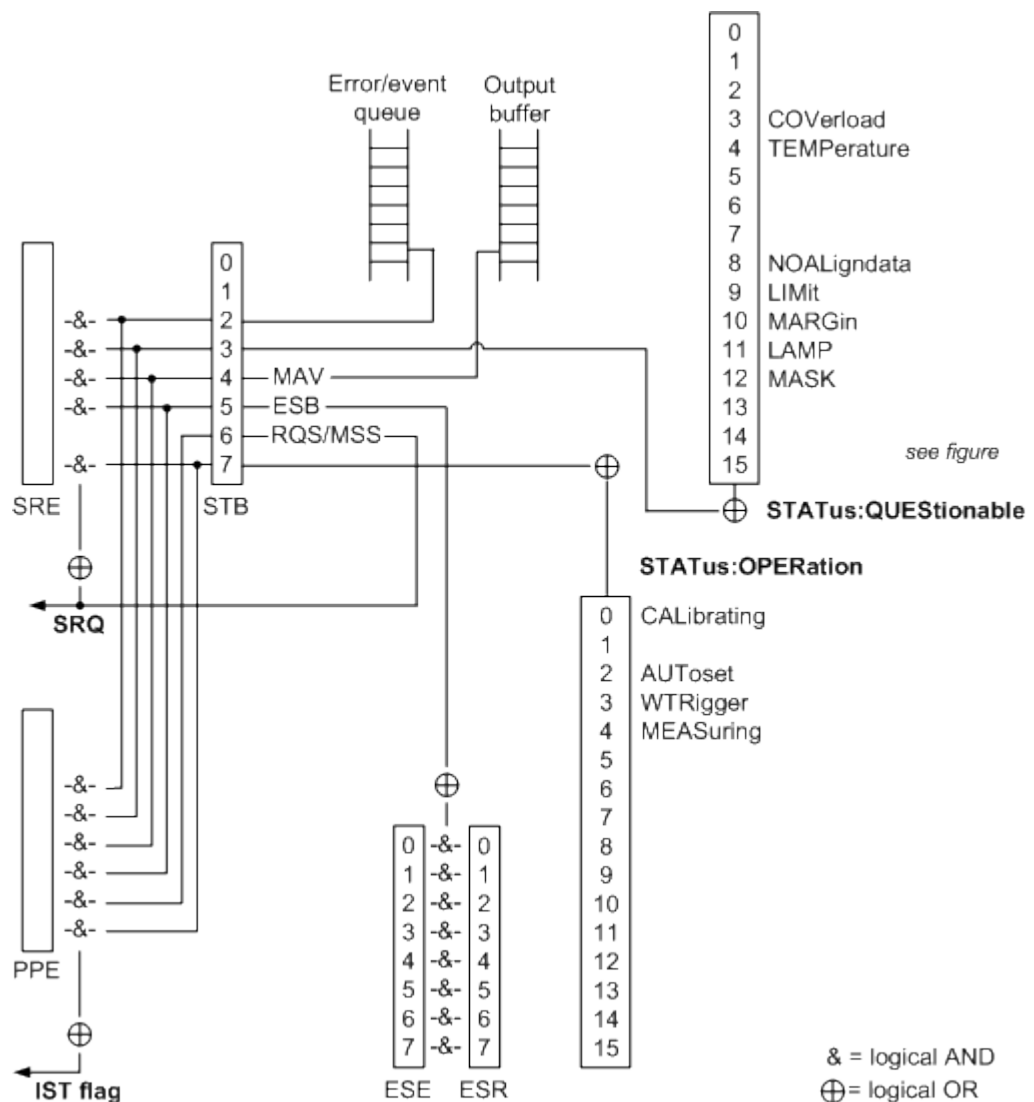 Error/event
queue
Output
buffer
0
1
2
3 COVerload
4 TEMPerature
5
6
7
8 NOALigndata
9 LIMit
10 MARGin
11 LAMP
12 MASK
13
14
15
see figure
STATus:QUEStionable
-&-
-&-
-&-
-&-
-&-
SRE
0
1
2
3
4 MAV
5 ESB
6 RQS/MSS
7
STB
SRQ
STATus:OPERation
0 CALibrating
1
2 AUToset
3 WTRigger
4 MEASuring
5
6
7
8
9
10
11
12
13
14
15
-&-
-&-
-&-
-&-
-&-
-&-
PPE
IST flag
0 -&- 0
1 -&- 1
2 -&- 2
3 -&- 3
4 -&- 4
5 -&- 5
6 -&- 6
7 -&- 7
ESE ESR
& = logical AND
⊕ = logical OR